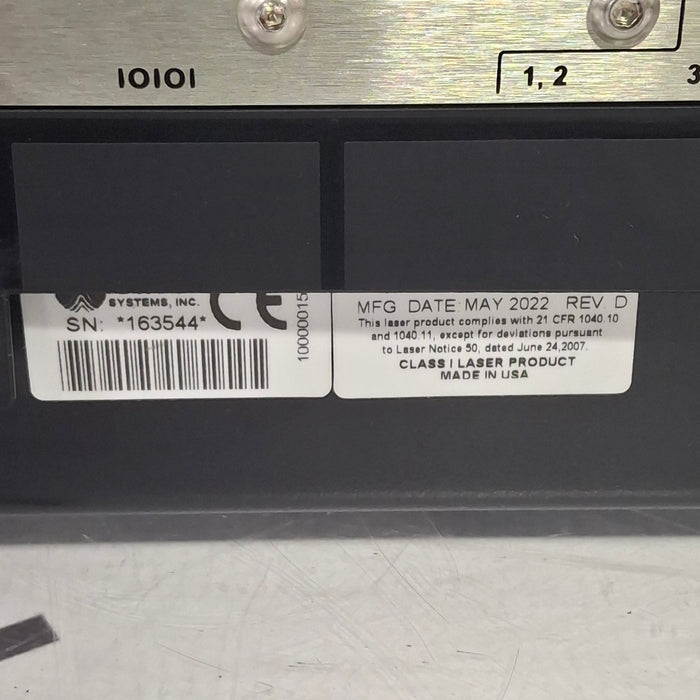 IOIOI
1, 2
3
SYSTEMS, INC.
SN: *163544*
10000015
MFG DATE MAY 2022 REV D
This laser product complies with 21 CFR 1040.10
and 1040.11, except for deviations pursuant
to Laser Notice 50, dated June 24,2007.
CLASS I LASER PRODUCT
MADE IN USA